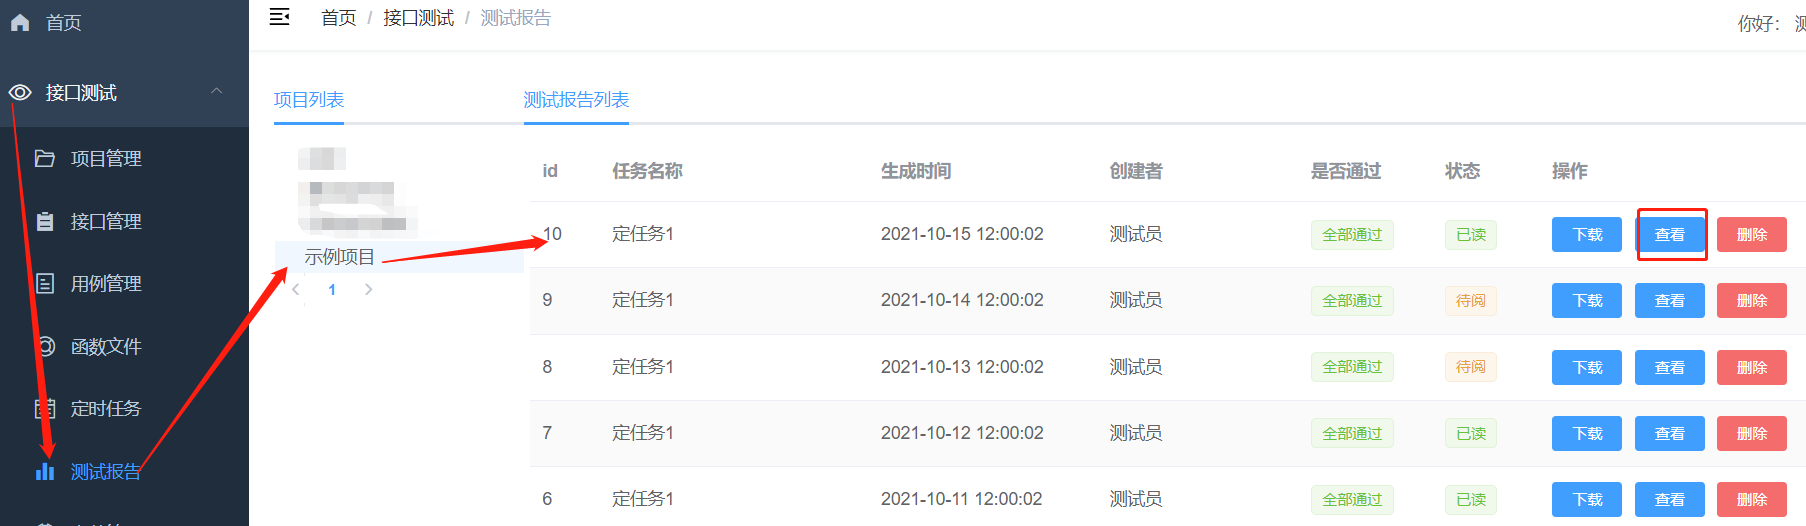 首页
接口测试
项目管理
接口管理
用例管理
函数文件
定时任务
测试报告
首页 / 接口测试 / 测试报告
你好：
项目列表
示例项目
1
测试报告列表
id 任务名称 生成时间 创建者 是否通过 状态 操作
10 定任务1 2021-10-15 12:00:02 测试员 全部通过 已读 下载 查看 删除
9 定任务1 2021-10-14 12:00:02 测试员 全部通过 待阅 下载 查看 删除
8 定任务1 2021-10-13 12:00:02 测试员 全部通过 待阅 下载 查看 删除
7 定任务1 2021-10-12 12:00:02 测试员 全部通过 已读 下载 查看 删除
6 定任务1 2021-10-11 12:00:02 测试员 全部通过 已读 下载 查看 删除